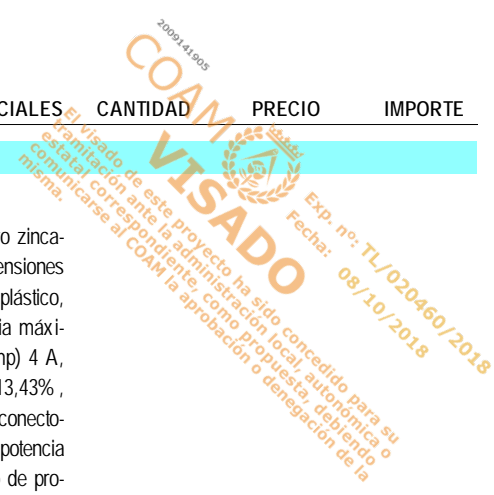 2009141905
COAM
VISADO
Exp. nº: TL/020460/2018
Fecha: 08/10/2018
El visado de este proyecto ha sido concedido para su
tramitación ante la administración local, autonómica o
estatal correspondiente, como propuesta, debiendo
comunicarse al COAM la aprobación o denegación de la
misma.
CIALES CANTIDAD PRECIO IMPORTE
o zinca-
ensiones
plástico,
ia máxi-
mp) 4 A,
13,43% ,
conecto-
potencia
de pro-